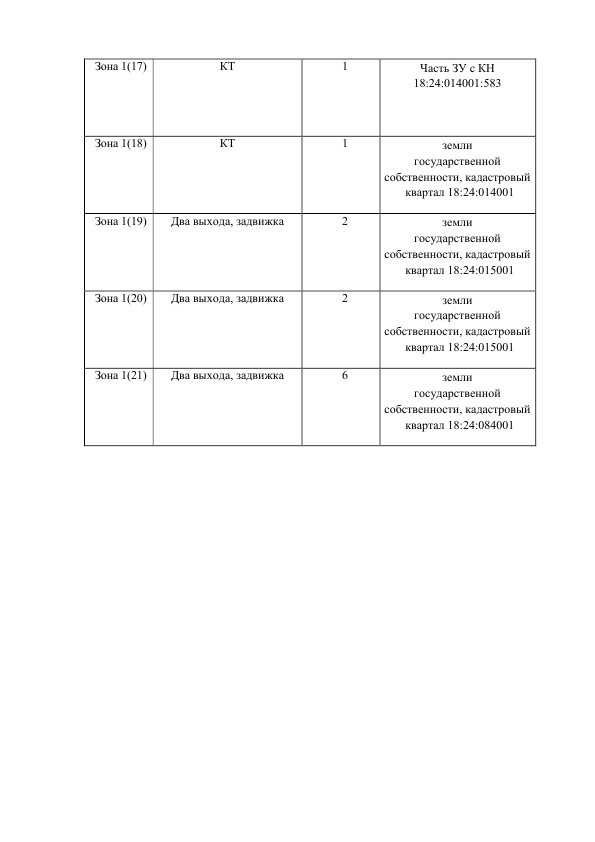 Зона 1(17) КТ 1 Часть ЗУ с КН
18:24:014001:583
Зона 1(18) КТ 1 земли
государственной
собственности, кадастровый
квартал 18:24:014001
Зона 1(19) Два выхода, задвижка 2 земли
государственной
собственности, кадастровый
квартал 18:24:015001
Зона 1(20) Два выхода, задвижка 2 земли
государственной
собственности, кадастровый
квартал 18:24:015001
Зона 1(21) Два выхода, задвижка 6 земли
государственной
собственности, кадастровый
квартал 18:24:084001